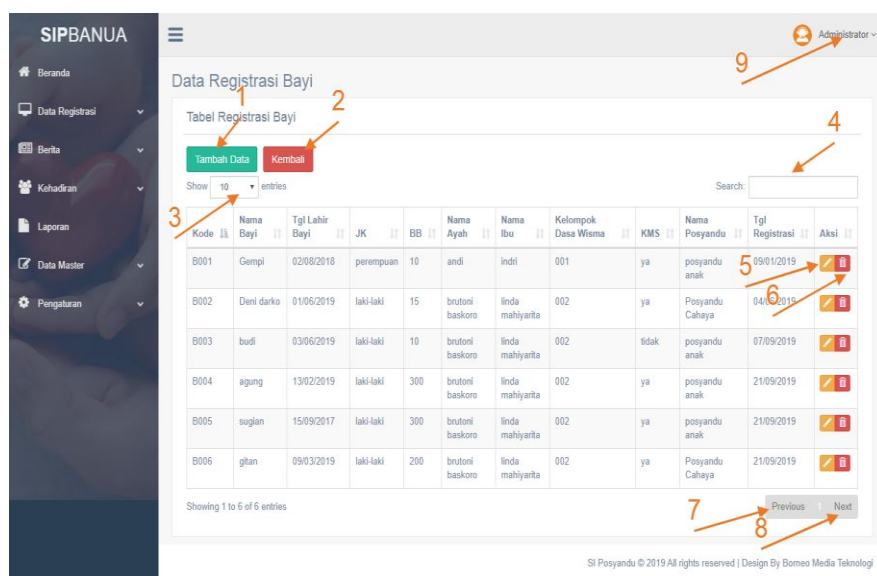 SIPBANUA
Administrator
9
Beranda
Data Registrasi
Berita
Kehadiran
Laporan
Data Master
Pengaturan
Data Registrasi Bayi
1
2
Tabel Registrasi Bayi
4
Tambah Data Kembali
Show 10 entries Search:
3
Kode Nama Bayi Tgl Lahir Bayi JK BB Nama Ayah Nama Ibu Kelompok Dasa Wisma KMS Nama Posyandu Tgl Registrasi Aksi
B001 Gempi 02/08/2018 perempuan 10 andi indri 001 ya posyandu anak 09/01/2019
5
6
B002 Deni darko 01/06/2019 laki-laki 15 brutoni baskoro linda mahiyarita 002 ya Posyandu Cahaya
B003 budi 03/06/2019 laki-laki 10 brutoni baskoro linda mahiyarita 002 tidak posyandu anak 07/09/2019
B004 agung 13/02/2019 laki-laki 300 brutoni baskoro linda mahiyarita 002 ya posyandu anak 21/09/2019
B005 sugian 15/09/2017 laki-laki 300 brutoni baskoro linda mahiyarita 002 ya posyandu anak 21/09/2019
B006 gitan 09/03/2019 laki-laki 200 brutoni baskoro linda mahiyarita 002 ya Posyandu Cahaya 21/09/2019
Showing 1 to 6 of 6 entries
7
Previous 1 Next
8
SI Posyandu © 2019 All rights reserved | Design By Borneo Media Teknologi